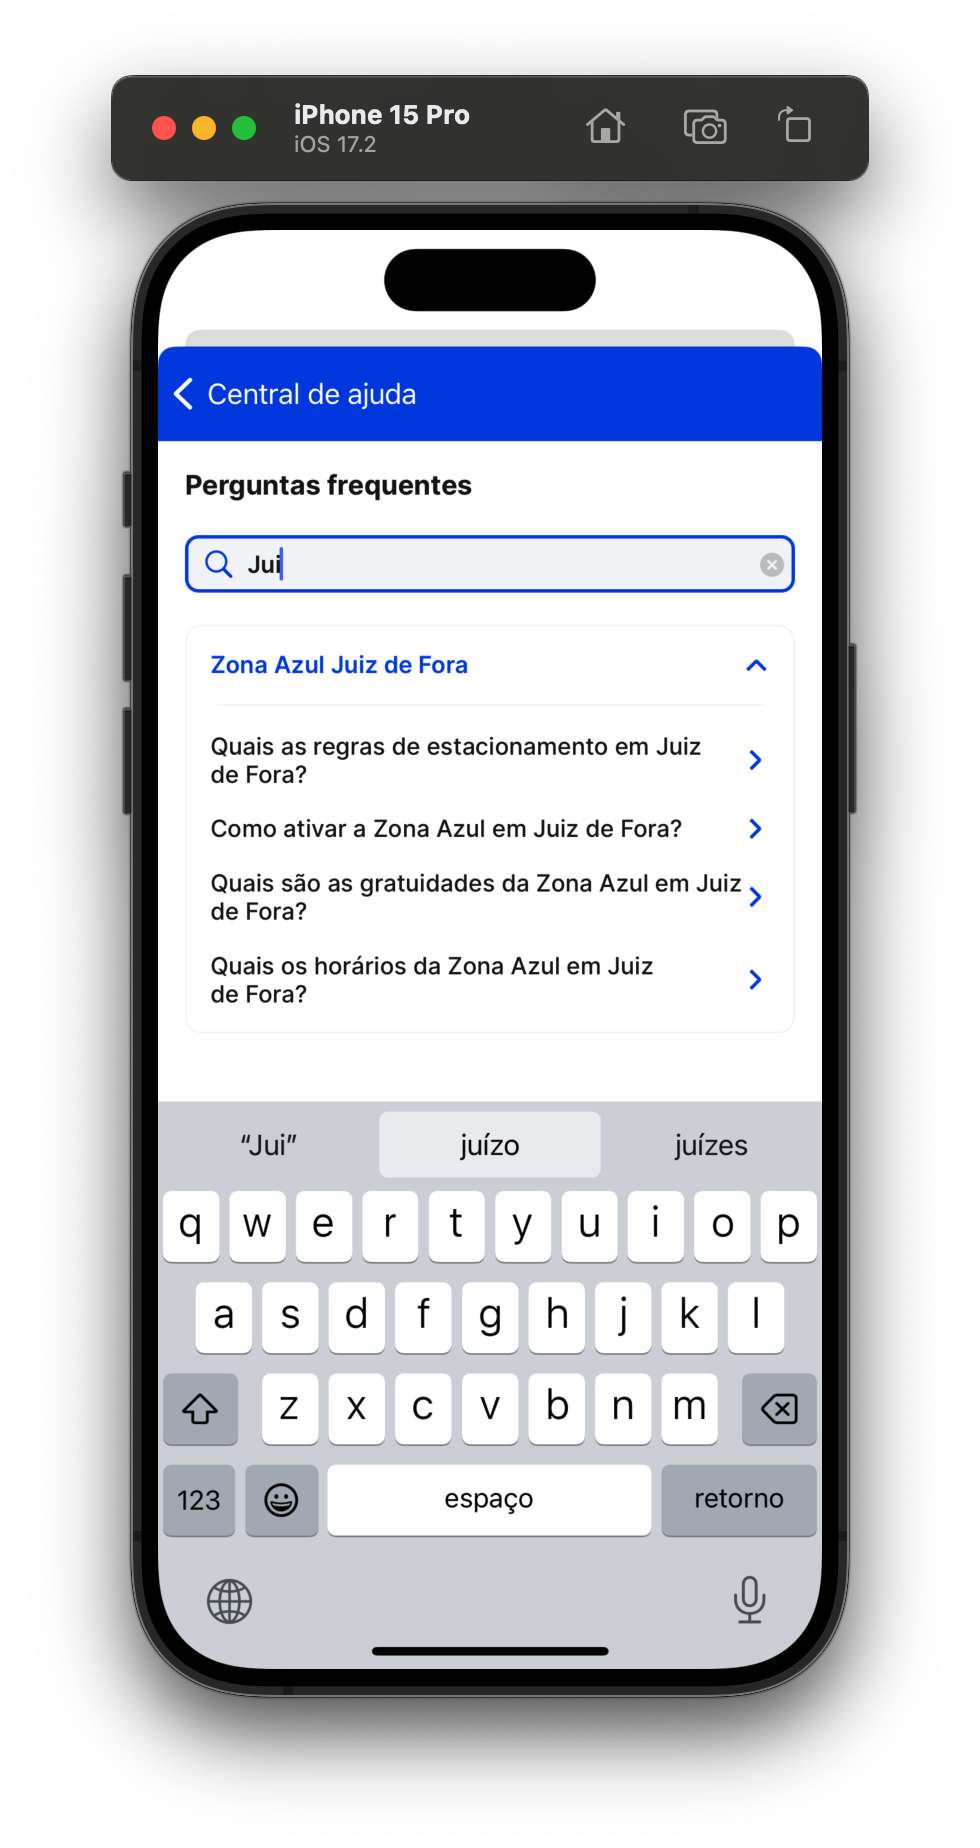 iPhone 15 Pro
iOS 17.2
Central de ajuda
Perguntas frequentes
Jui
Zona Azul Juiz de Fora
Quais as regras de estacionamento em Juiz
de Fora?
Como ativar a Zona Azul em Juiz de Fora?
Quais são as gratuidades da Zona Azul em Juiz
de Fora?
Quais os horários da Zona Azul em Juiz
de Fora?
“Jui” juízo juízes
q w e r t y u i o p
a s d f g h j k l
z x c v b n m
123 espaço retorno